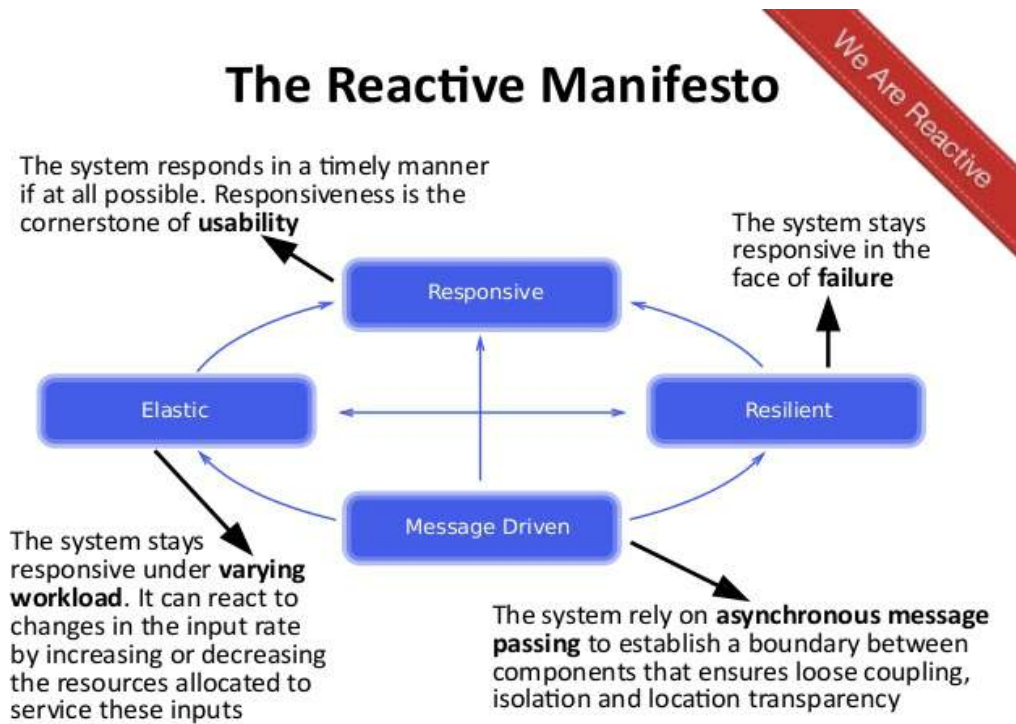 The Reactive Manifesto
We Are Reactive
The system responds in a timely manner
if at all possible. Responsiveness is the
cornerstone of usability
The system stays
responsive in the
face of failure
Responsive
Elastic
Resilient
Message Driven
The system stays
responsive under varying
workload. It can react to
changes in the input rate
by increasing or decreasing
the resources allocated to
service these inputs
The system rely on asynchronous message
passing to establish a boundary between
components that ensures loose coupling,
isolation and location transparency